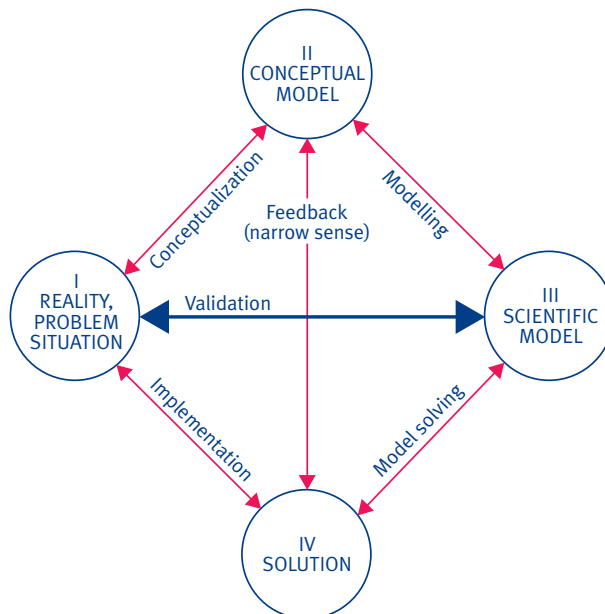 II
CONCEPTUAL
MODEL
Conceptualization
Modelling
Feedback
(narrow sense)
I
REALITY,
PROBLEM
SITUATION
Validation
III
SCIENTIFIC
MODEL
Implementation
Model solving
IV
SOLUTION